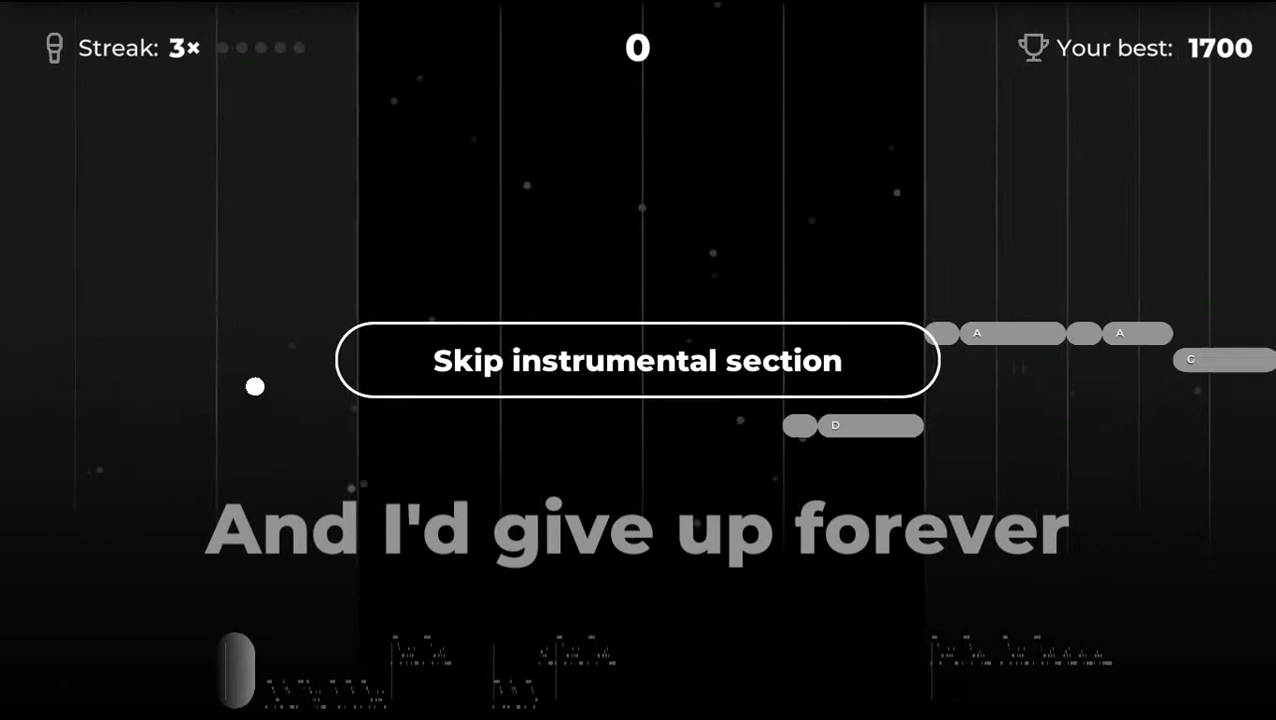 Streak: 3×
0
Your best: 1700
Skip instrumental section
A
A
C
D
And I'd give up forever